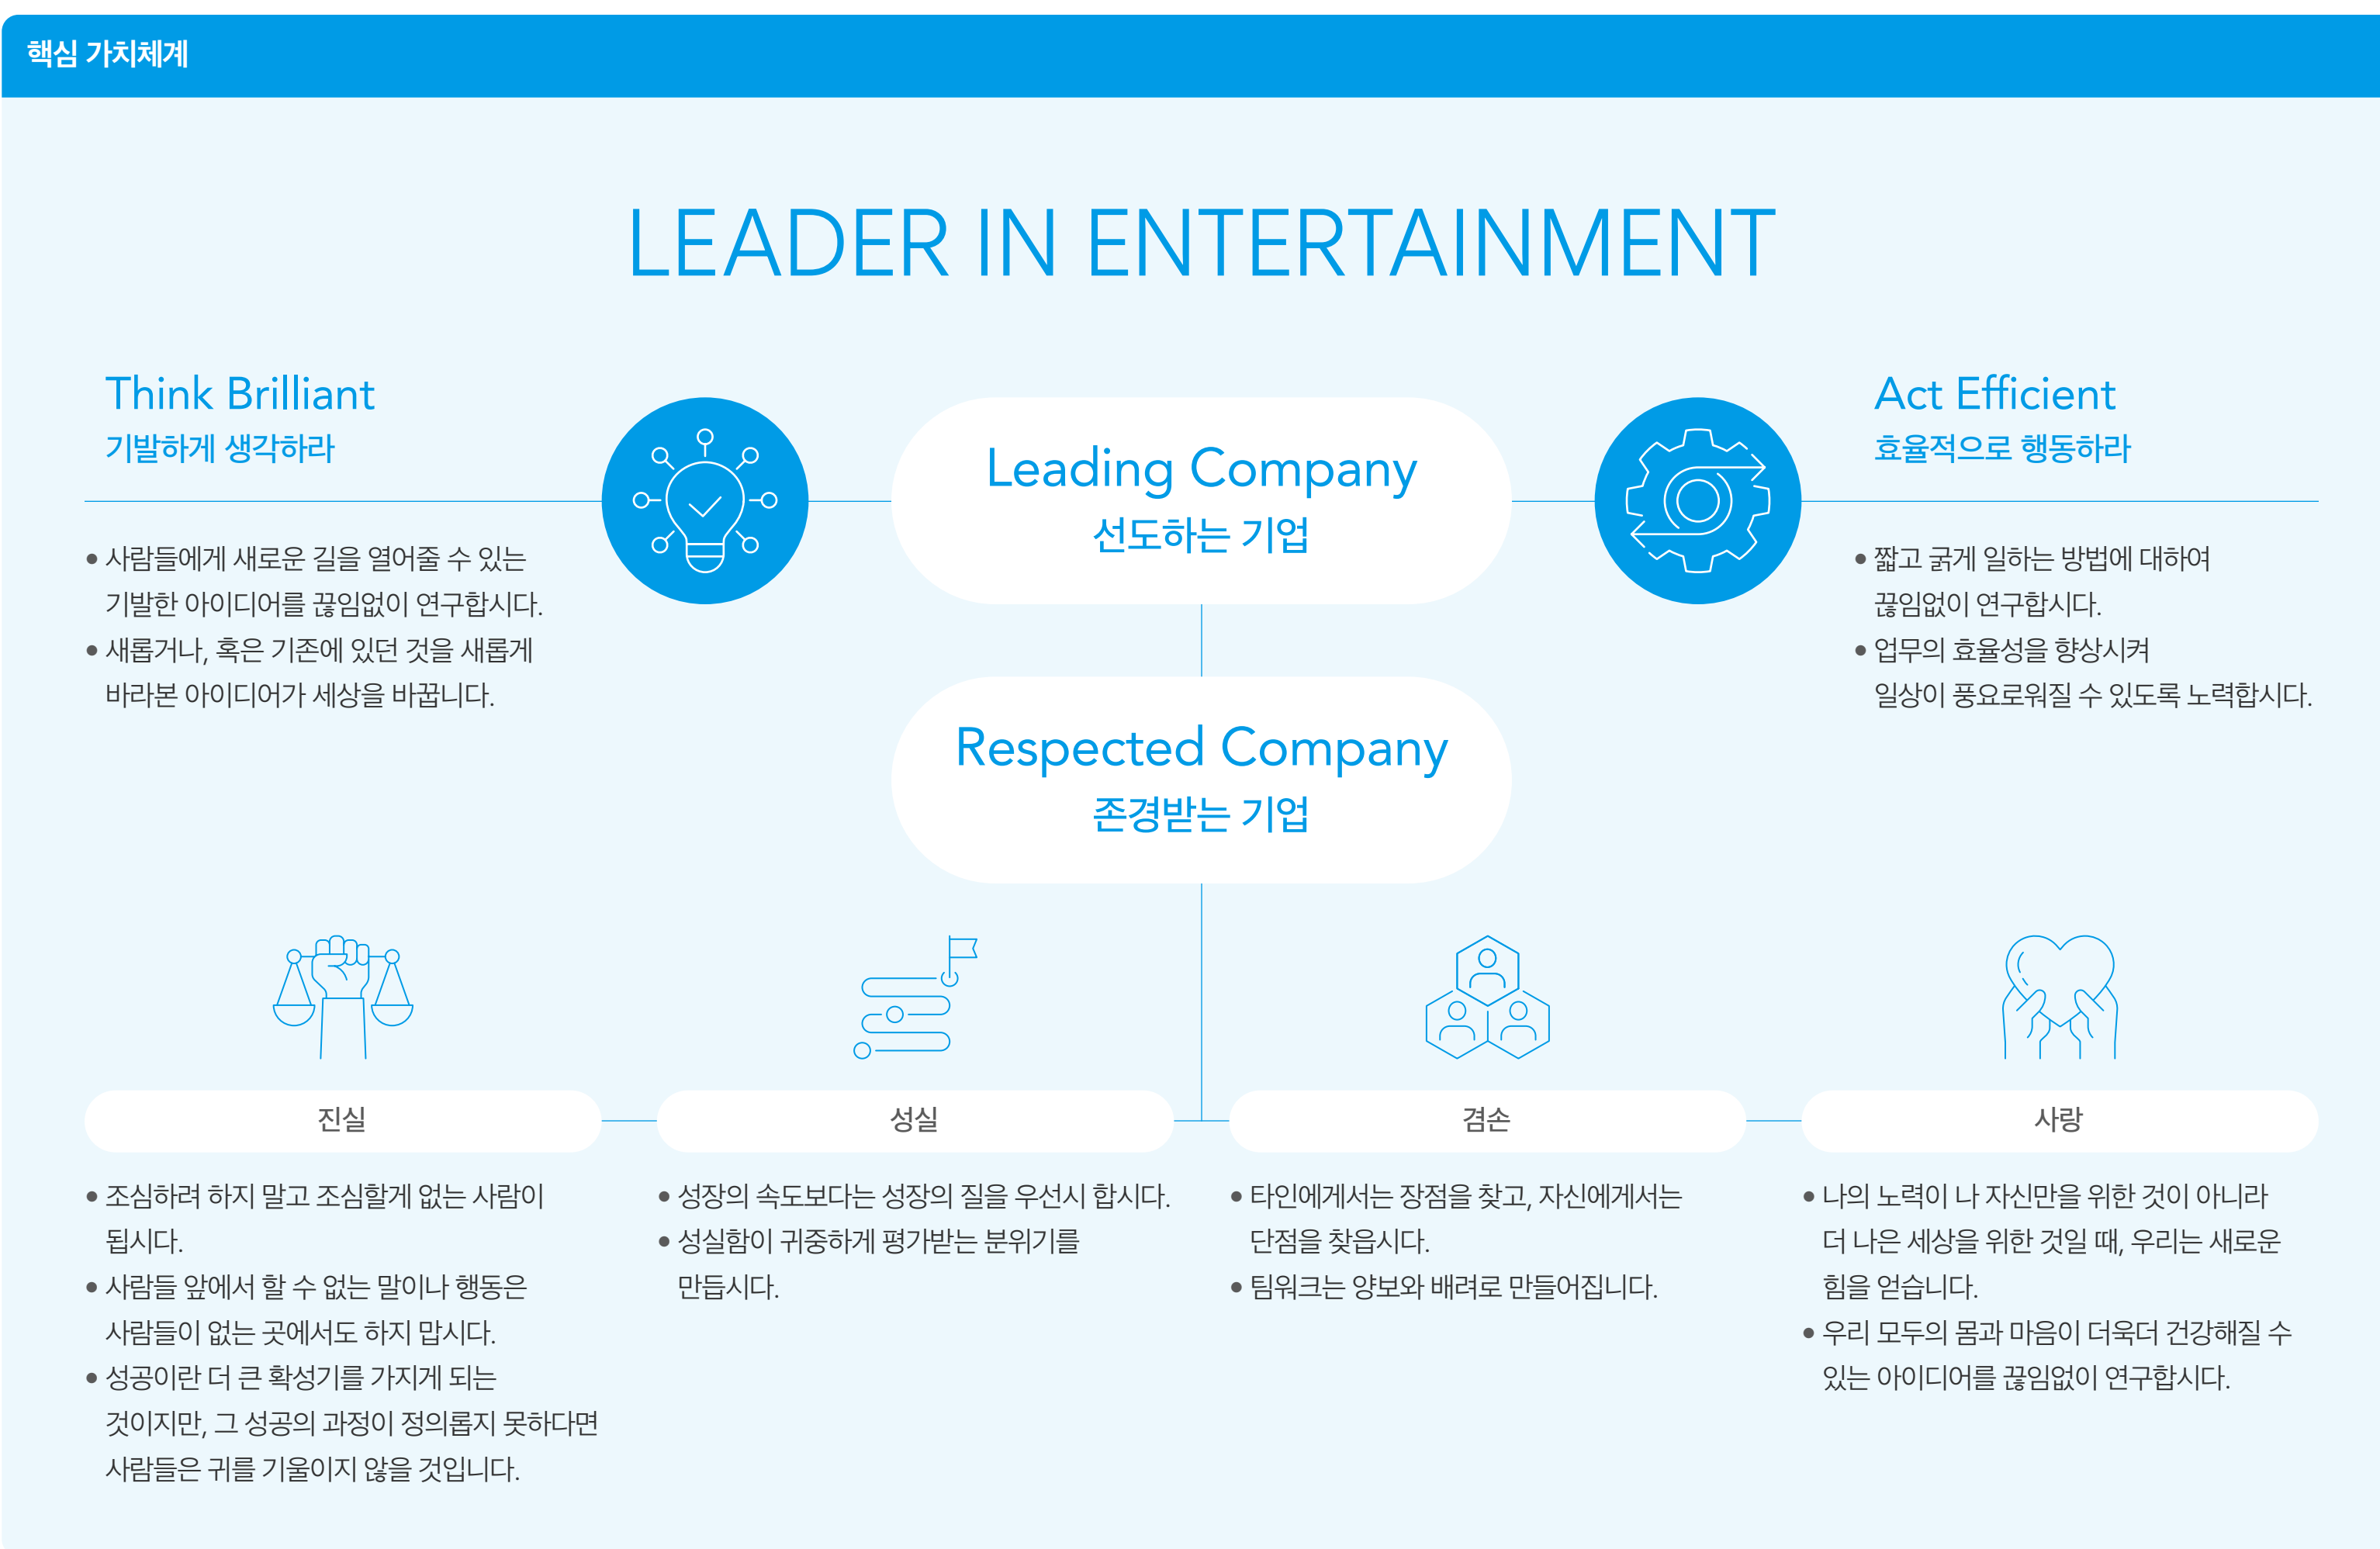 핵심 가치체계
LEADER IN ENTERTAINMENT
Think Brilliant
기발하게 생각하라
• 사람들에게 새로운 길을 열어줄 수 있는
기발한 아이디어를 끊임없이 연구합시다.
• 새롭거나, 혹은 기존에 있던 것을 새롭게
바라본 아이디어가 세상을 바꿉니다.
Leading Company
선도하는 기업
Act Efficient
효율적으로 행동하라
• 짧고 굵게 일하는 방법에 대하여
끊임없이 연구합시다.
• 업무의 효율성을 향상시켜
일상이 풍요로워질 수 있도록 노력합시다.
Respected Company
존경받는 기업
진실
• 조심하려 하지 말고 조심할게 없는 사람이
됩시다.
• 사람들 앞에서 할 수 없는 말이나 행동은
사람들이 없는 곳에서도 하지 맙시다.
• 성공이란 더 큰 확성기를 가지게 되는
것이지만, 그 성공의 과정이 정의롭지 못하다면
사람들은 귀를 기울이지 않을 것입니다.
성실
• 성장의 속도보다는 성장의 질을 우선시 합시다.
• 성실함이 귀중하게 평가받는 분위기를
만듭시다.
겸손
• 타인에게서는 장점을 찾고, 자신에게서는
단점을 찾읍시다.
• 팀워크는 양보와 배려로 만들어집니다.
사랑
• 나의 노력이 나 자신만을 위한 것이 아니라
더 나은 세상을 위한 것일 때, 우리는 새로운
힘을 얻습니다.
• 우리 모두의 몸과 마음이 더욱더 건강해질 수
있는 아이디어를 끊임없이 연구합시다.